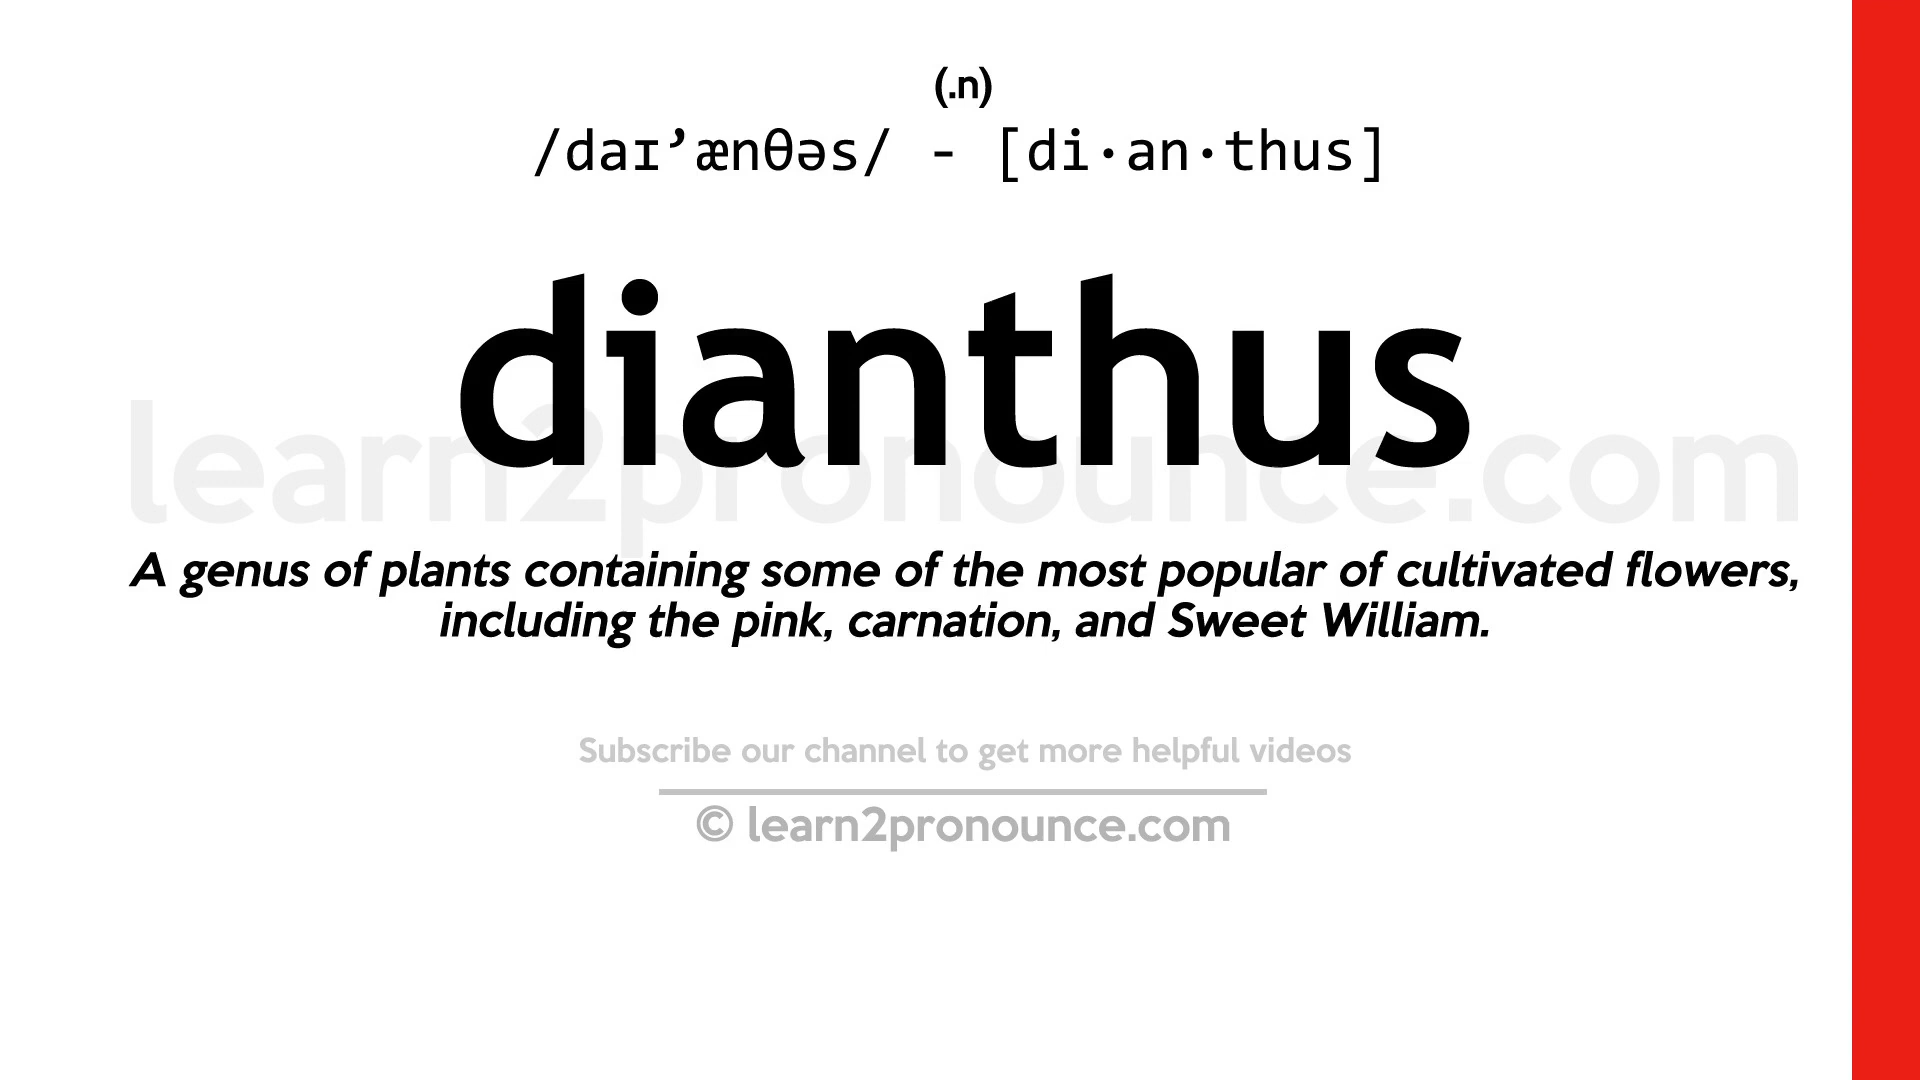 (.n)
/daɪ’ænθəs/ - [di·an·thus]
dianthus
learn2pronounce.com
A genus of plants containing some of the most popular of cultivated flowers,
including the pink, carnation, and Sweet William.
Subscribe our channel to get more helpful videos
© learn2pronounce.com